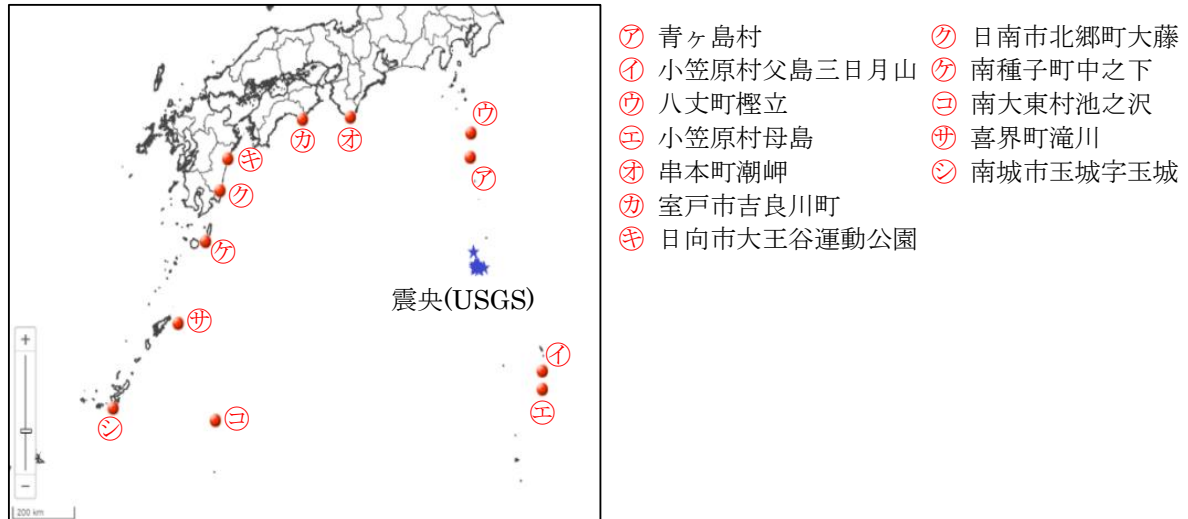 ㋐ 青ヶ島村
㋑ 小笠原村父島三日月山
㋒ 八丈町樫立
㋓ 小笠原村母島
㋔ 串本町潮岬
㋕ 室戸市吉良川町
㋖ 日向市大王谷運動公園
㋗ 日南市北郷町大藤
㋘ 南種子町中之下
㋙ 南大東村池之沢
㋚ 喜界町滝川
㋛ 南城市玉城字玉城
㋒
㋕
㋔
㋖
㋐
㋗
㋘
震央(USGS)
㋚
㋑
㋓
㋛
㋙
+
−
200 km